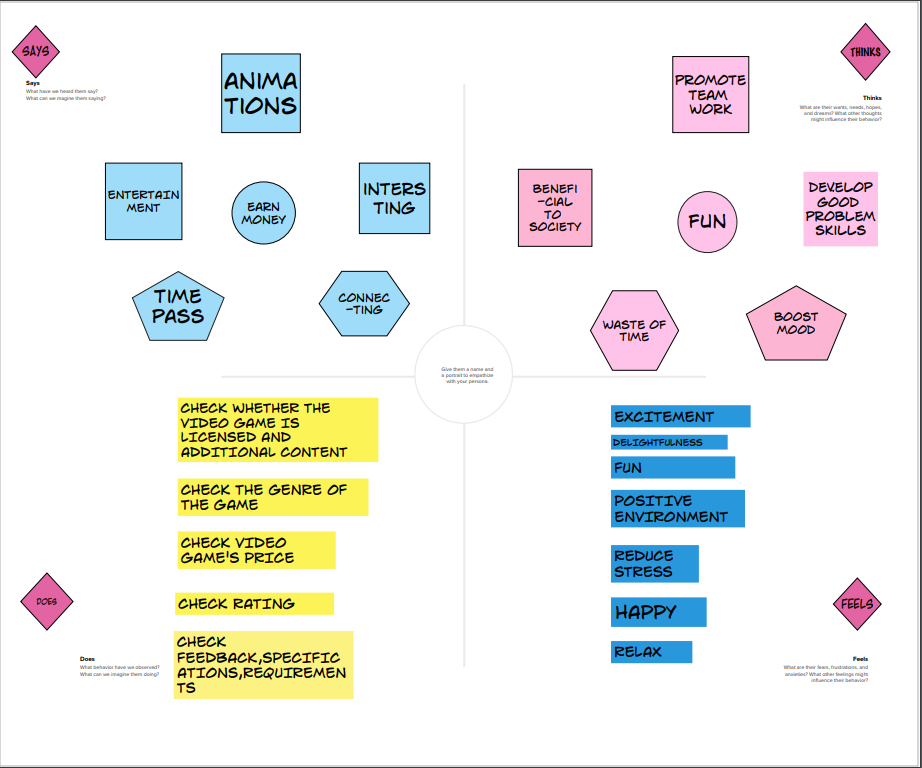 SAYS
Says
What have we heard them say?
What can we magine them saying?
ANIMA
TIONS
ENTERTAIN
MENT
EARN
MONEY
INTERS
TING
TIME
PASS
CONNEC
-TING
THINKS
Thinks
What are their wants, needs, hopes,
and dreams? What other thoughts
might influence their behavior?
PROMOTE
TEAM
WORK
BENEFI
-CIAL
TO
SOCIETY
FUN
DEVELOP
GOOD
PROBLEM
SKILLS
WASTE OF
TIME
BOOST
MOOD
Give them a name and
a portrait to empathize
with your persona.
CHECK WHETHER THE
VIDEO GAME IS
LICENSED AND
ADDITIONAL CONTENT
CHECK THE GENRE OF
THE GAME
CHECK VIDEO
GAME'S PRICE
CHECK RATING
CHECK
FEEDBACK,SPECIFIC
ATIONS,REQUIREMEN
TS
DOES
Does
What behavior have we observed?
What can we imagine them doing?
EXCITEMENT
DELIGHTFULNESS
FUN
POSITIVE
ENVIRONMENT
REDUCE
STRESS
HAPPY
RELAX
FEELS
Feels
What are their fears, frustrations, and
anxieties? What other feelings might
influence their behavior?